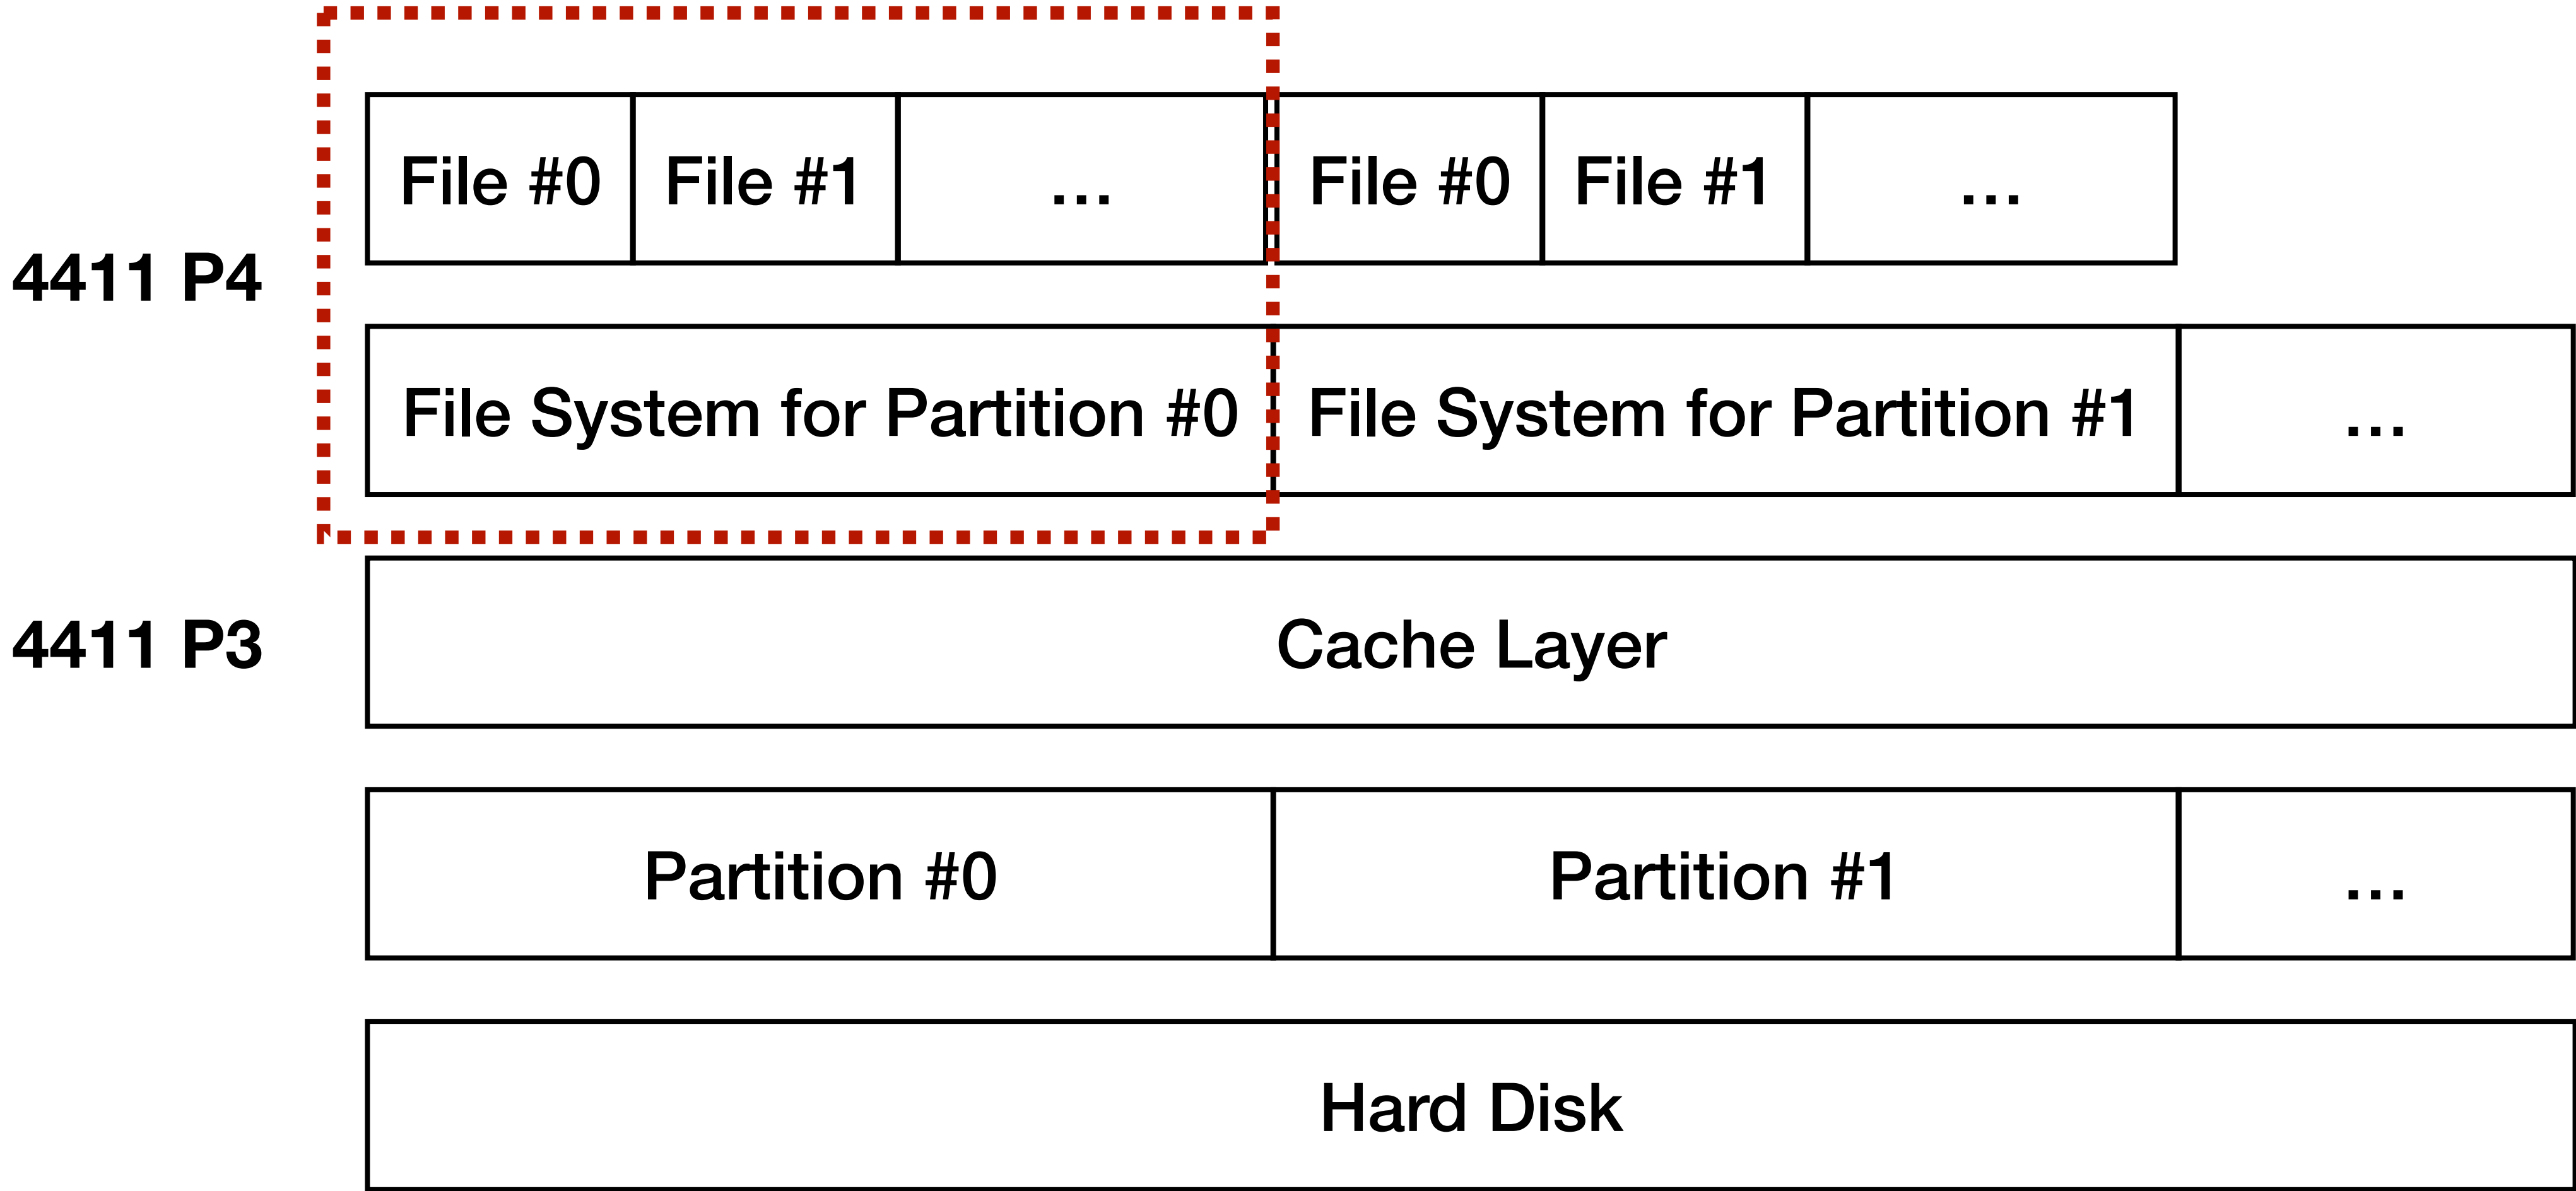 File #0 File #1 ... File #0 File #1 ...
4411 P4
File System for Partition #0 File System for Partition #1 ...
4411 P3 Cache Layer
Partition #0 Partition #1 ...
Hard Disk